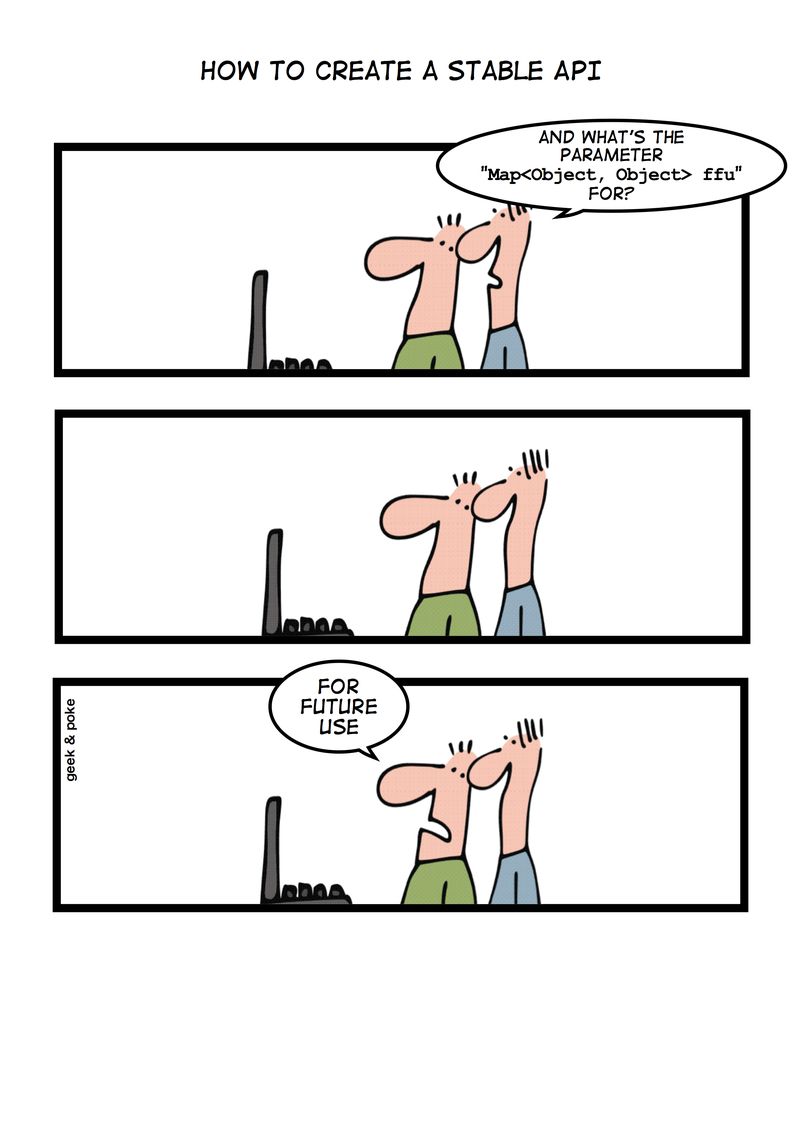 HOW TO CREATE A STABLE API
AND WHAT'S THE
PARAMETER
"Map<Object, Object> ffu"
FOR?
FOR
FUTURE
USE
geek & poke